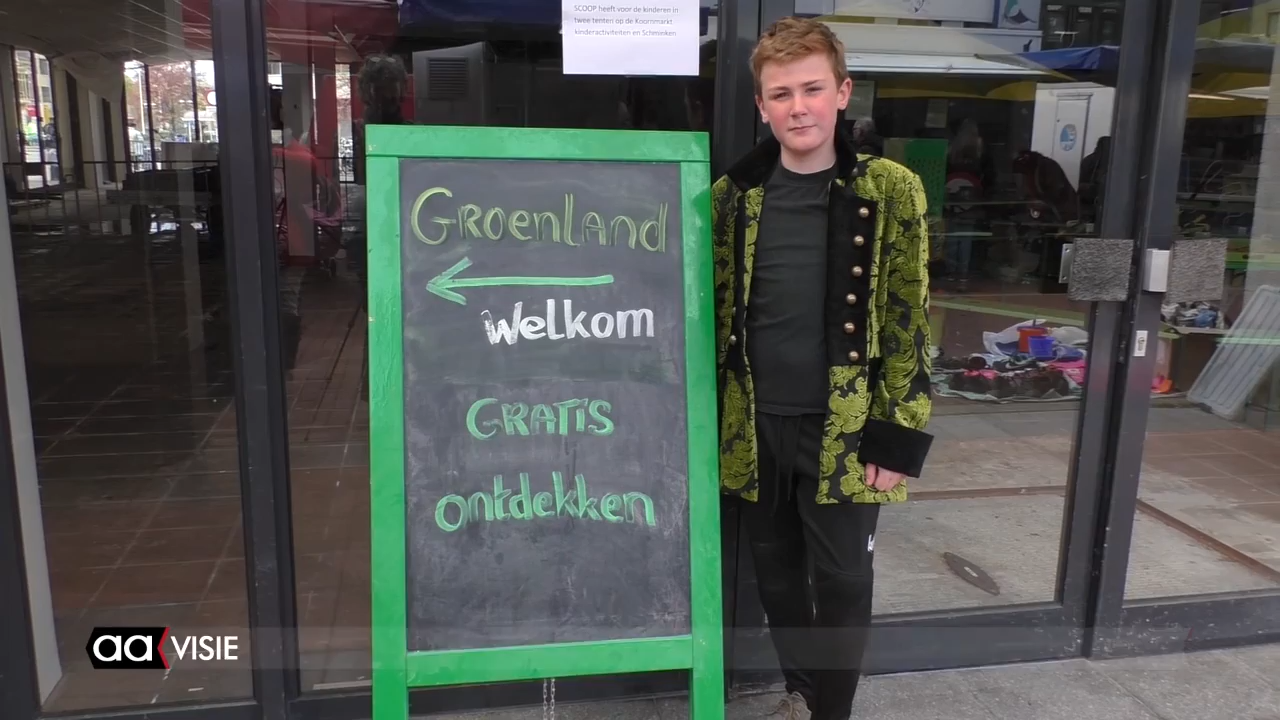 SCOOP heeft voor de kinderen in
twee tenten op de Koornmarkt
kinderactiviteiten en Schminken
Groenland
Welkom
GRATIS
ontdekken
aa VISIE